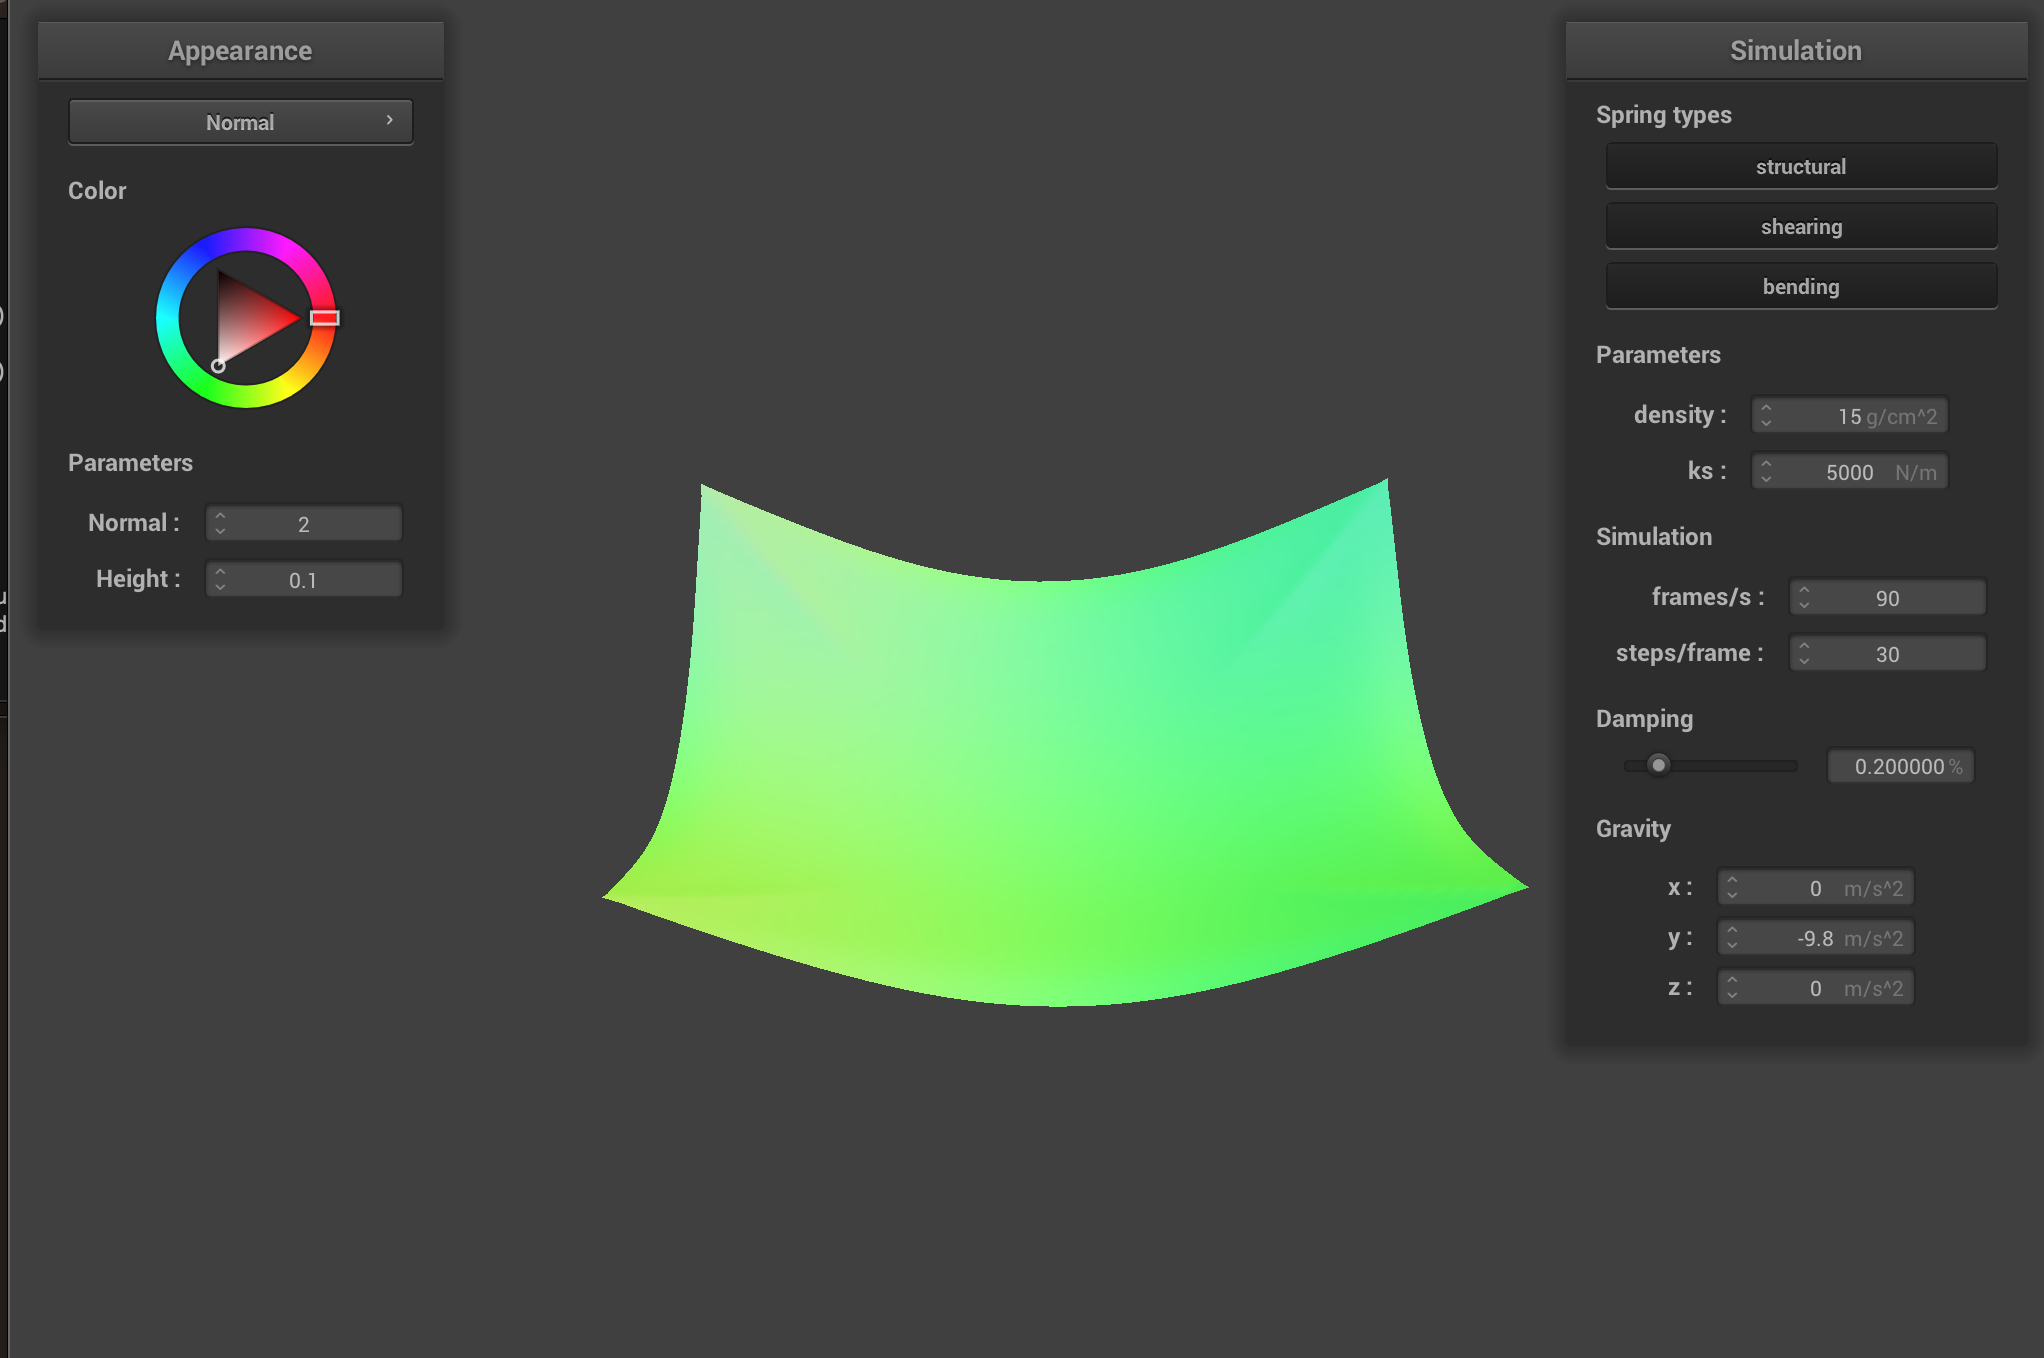 Appearance
Normal
Color
Parameters
Normal : 2
Height : 0.1
Simulation
Spring types
structural
shearing
bending
Parameters
density : 15 g/cm^2
ks : 5000 N/m
Simulation
frames/s : 90
steps/frame : 30
Damping
0.200000 %
Gravity
x : 0 m/s^2
y : -9.8 m/s^2
z : 0 m/s^2